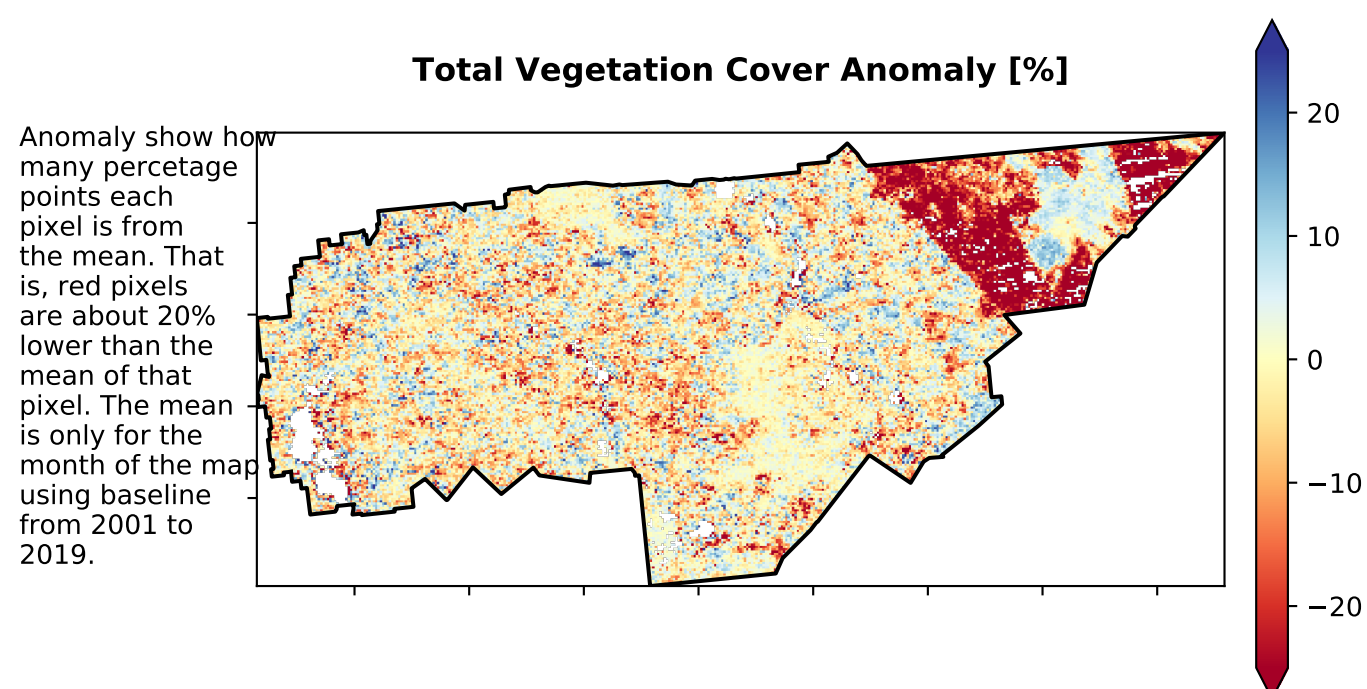 Total Vegetation Cover Anomaly [%]
Anomaly show how
many percetage
points each
pixel is from
the mean. That
is, red pixels
are about 20%
lower than the
mean of that
pixel. The mean
is only for the
month of the map
using baseline
from 2001 to
2019.
20
10
0
−10
−20